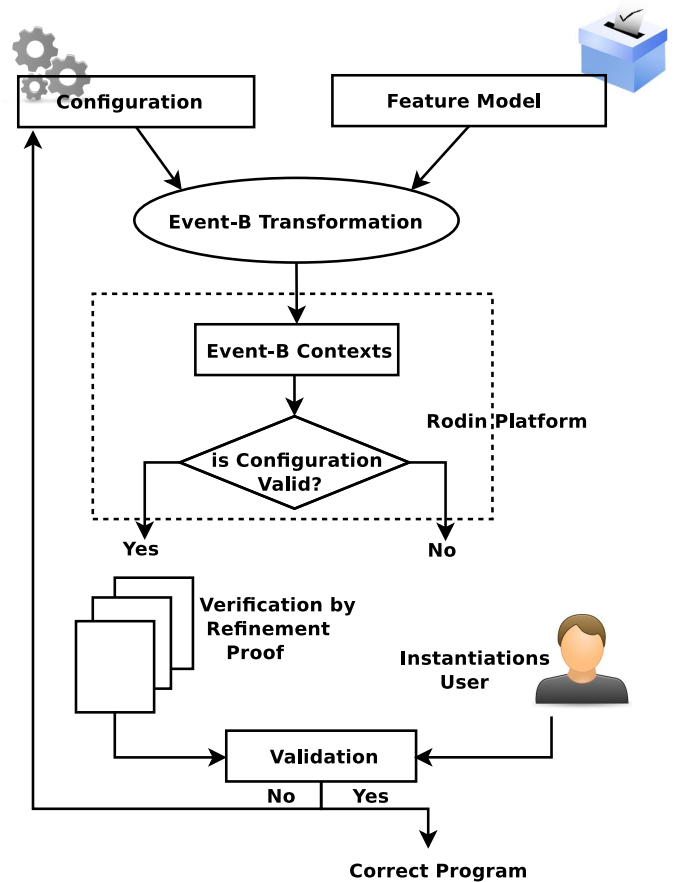 Configuration
Feature Model
Event-B Transformation
Event-B Contexts
Rodin Platform
is Configuration
Valid?
Yes
No
Verification by
Refinement
Proof
Instantiations
User
Validation
No
Yes
Correct Program